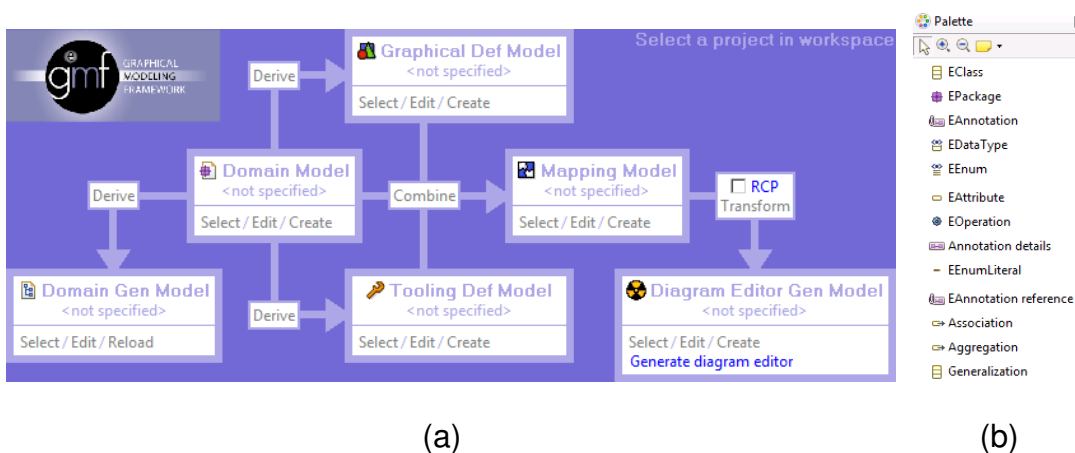 gmf
GRAPHICAL
MODELING
FRAMEWORK
Select a project in workspace
Derive
Graphical Def Model
<not specified>
Select / Edit / Create
Derive
Domain Model
<not specified>
Select / Edit / Create
Combine
Mapping Model
<not specified>
Select / Edit / Create
RCP
Transform
Domain Gen Model
<not specified>
Select / Edit / Reload
Derive
Tooling Def Model
<not specified>
Select / Edit / Create
Diagram Editor Gen Model
<not specified>
Select / Edit / Create
Generate diagram editor
(a)
Palette
EClass
EPackage
EAnnotation
EDataType
EEnum
EAttribute
EOperation
Annotation details
EEnumLiteral
EAnnotation reference
Association
Aggregation
Generalization
(b)